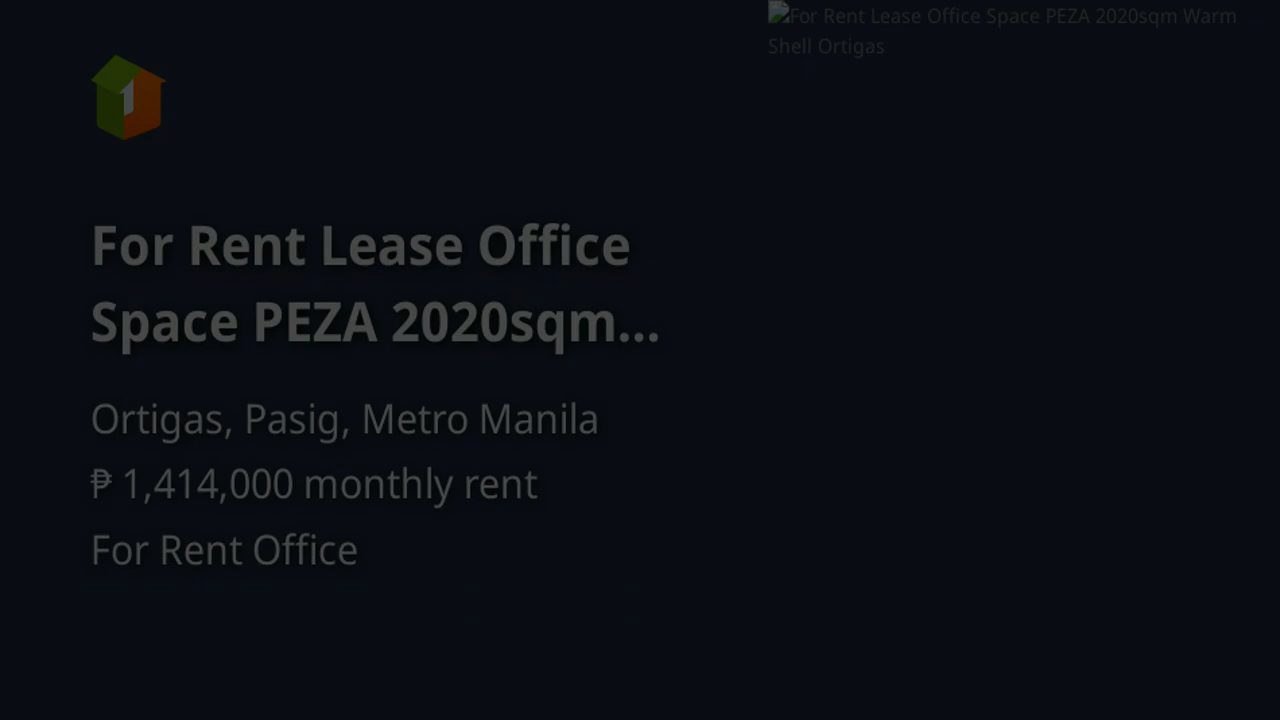 For Rent Lease Office Space PEZA 2020sqm Warm
Shell Ortigas
For Rent Lease Office
Space PEZA 2020sqm...
Ortigas, Pasig, Metro Manila
₱ 1,414,000 monthly rent
For Rent Office